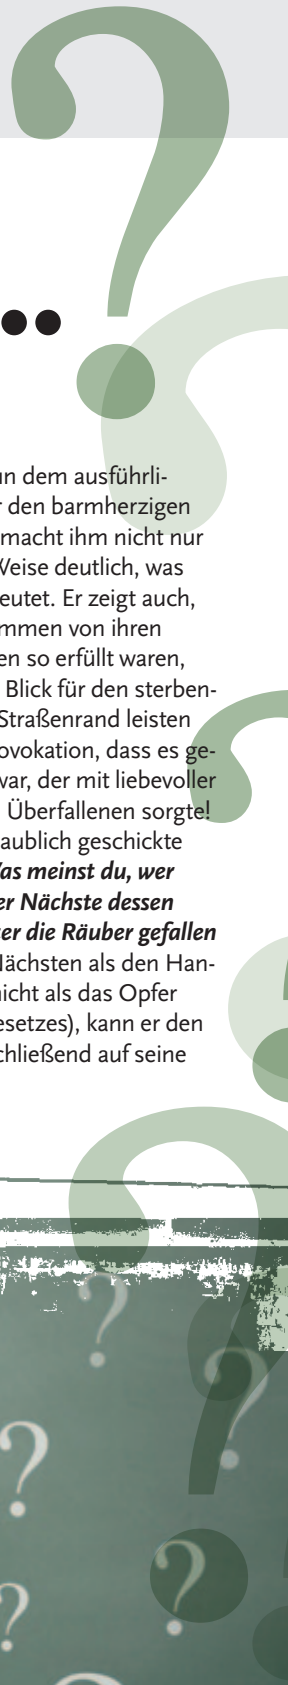 ..
un dem ausführli-
r den barmherzigen
macht ihm nicht nur
Weise deutlich, was
eutet. Er zeigt auch,
mmen von ihren
en so erfüllt waren,
Blick für den sterben-
Straßenrand leisten
ovokation, dass es ge-
war, der mit liebevoller
Überfallenen sorgte!
aublich geschickte
Was meinst du, wer
er Nächste dessen
er die Räuber gefallen
Nächsten als den Han-
nicht als das Opfer
esetzes), kann er den
chließend auf seine